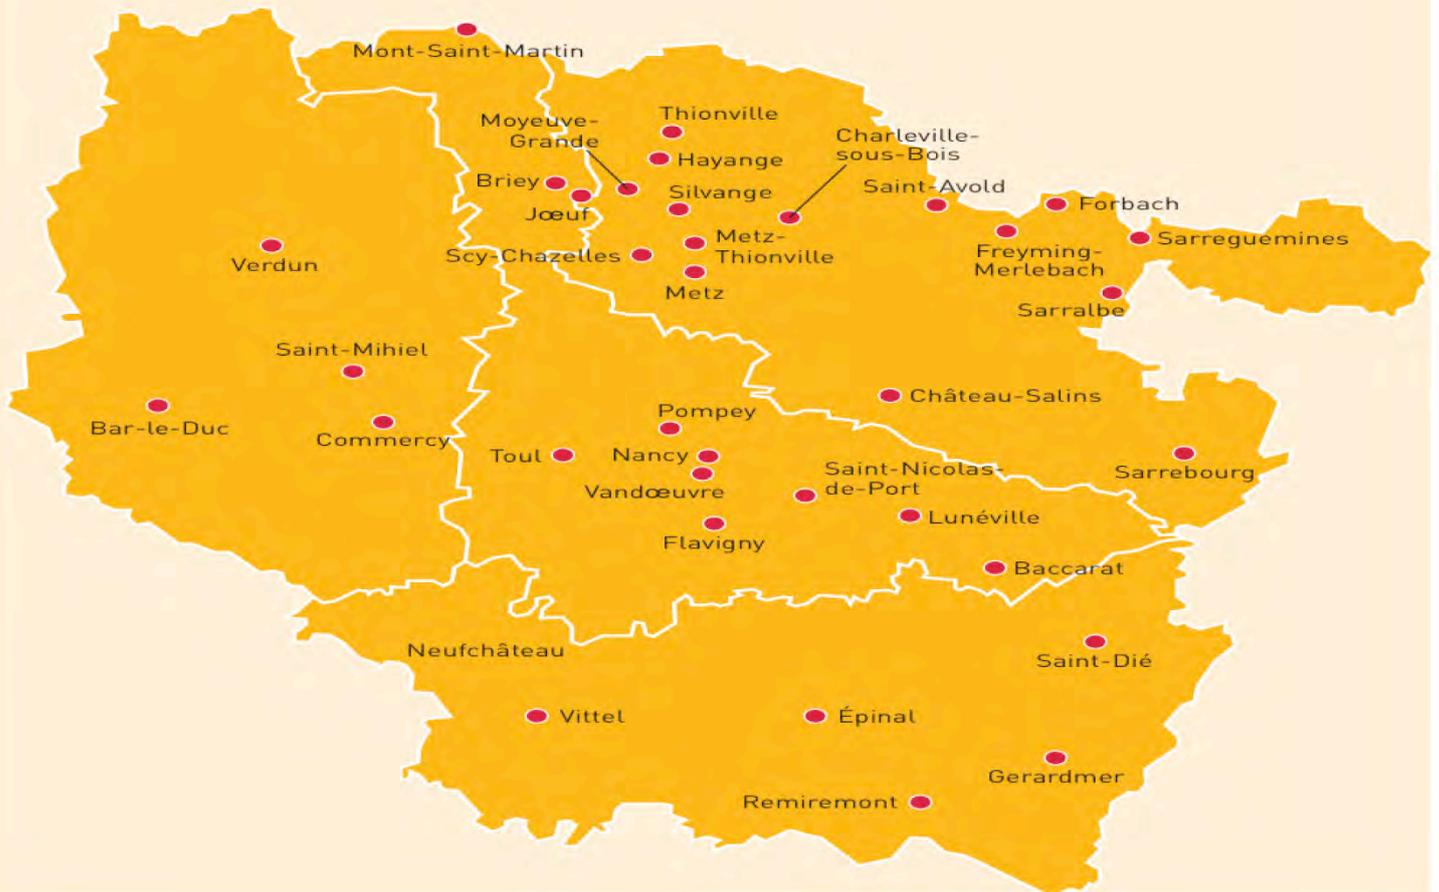 Mont-Saint-Martin
Thionville
Moyeuve-
Grande
Charleville-
sous-Bois
Hayange
Briey
Silvange
Saint-Avold
Jœuf
Forbach
Metz-
Thionville
Sarreguemines
Scy-Chazelles
Freyming-
Merlebach
Verdun
Metz
Sarralbe
Saint-Mihiel
Château-Salins
Pompey
Bar-le-Duc
Commercy
Toul
Nancy
Saint-Nicolas-
de-Port
Sarrebourg
Vandœuvre
Lunéville
Flavigny
Baccarat
Neufchâteau
Saint-Dié
Vittel
Épinal
Gerardmer
Remiremont